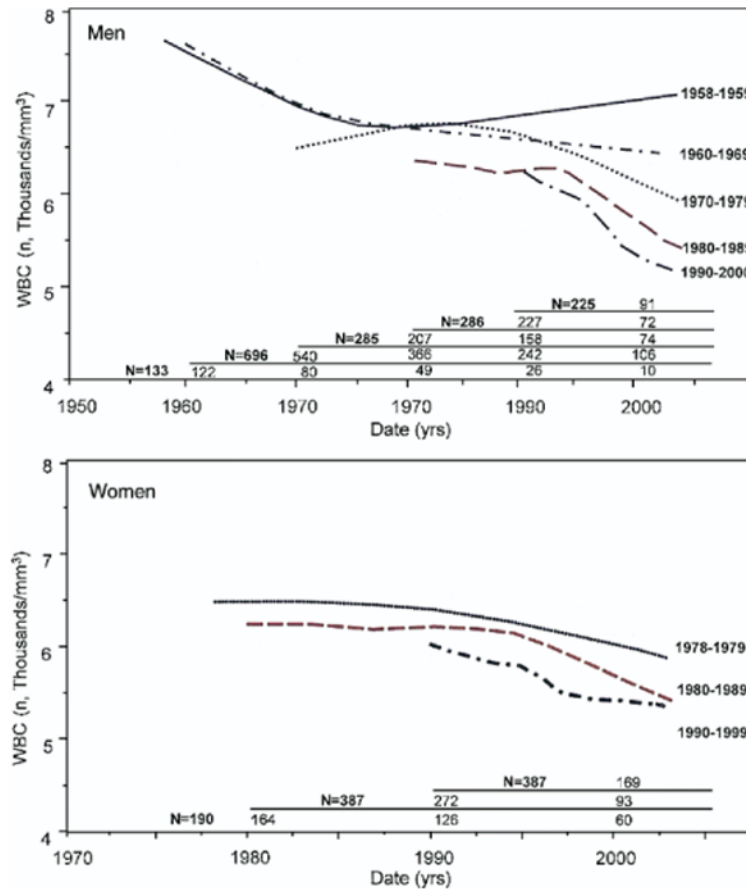 8
Men
7
1958-1959
1960-1969
6
1970-1979
1980-1989
5
1990-2000
N=225 91
N=286 227 72
N=285 207 158 74
N=696 540 366 242 106
N=133 122 80 49 26 10
4
WBC (n, Thousands/mm³)
1950 1960 1970 1970 1990 2000
Date (yrs)
8
Women
7
6
1978-1979
1980-1989
5
1990-1999
N=387 169
N=387 272 93
N=190 164 126 60
4
WBC (n, Thousands/mm³)
1970 1980 1990 2000
Date (yrs)